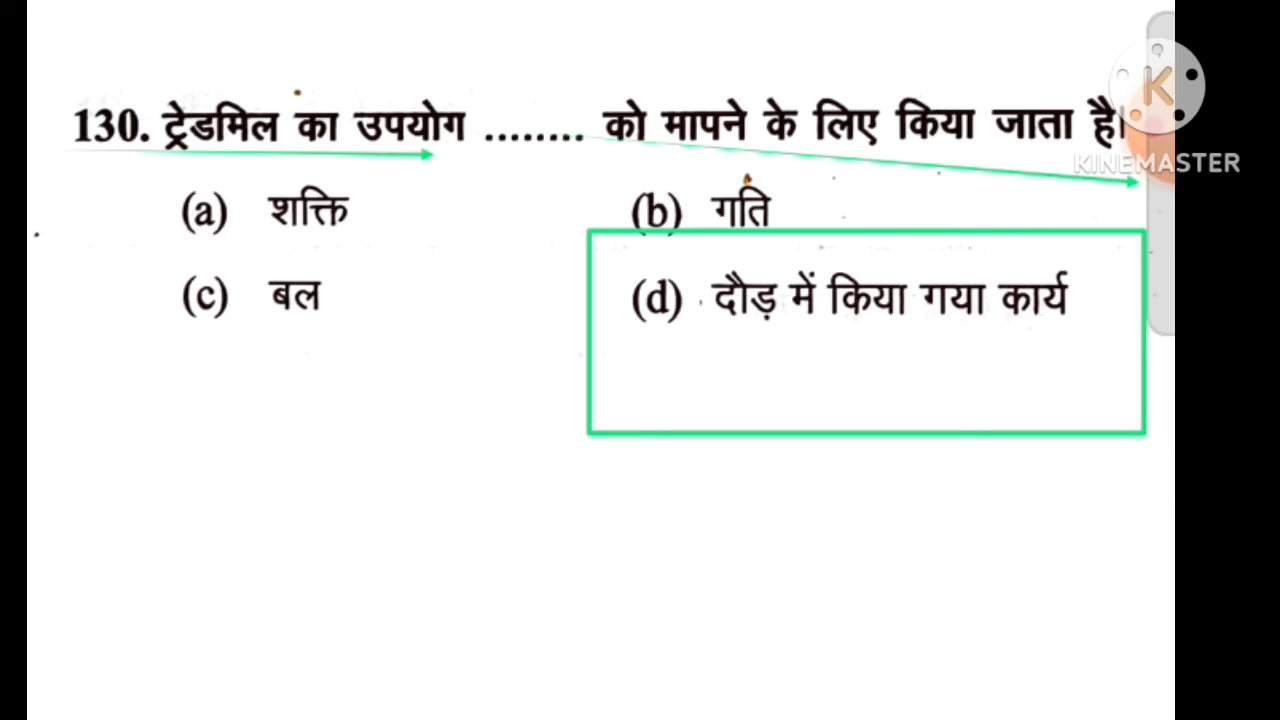 130. ट्रेडमिल का उपयोग ........ को मापने के लिए किया जाता है।
(a) शक्ति (b) गति
(c) बल (d) दौड़ में किया गया कार्य
K
KINEMASTER